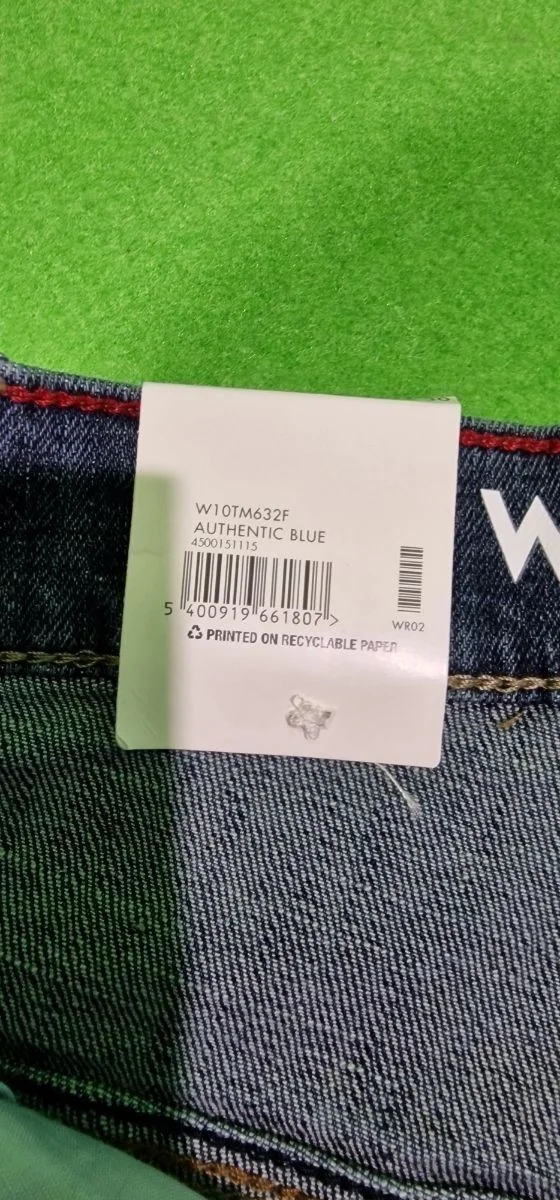 W10TM632F
AUTHENTIC BLUE
4500151115
5 400919 661807 >
WR02
PRINTED ON RECYCLABLE PAPER
W